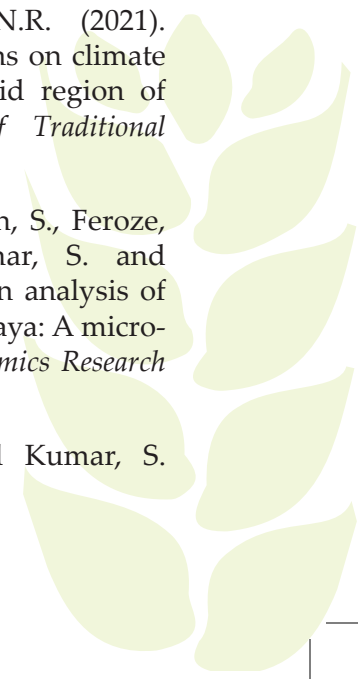 N.R. (2021).
ns on climate
id region of
f Traditional
n, S., Feroze,
nar, S. and
n analysis of
aya: A micro-
mics Research
l Kumar, S.